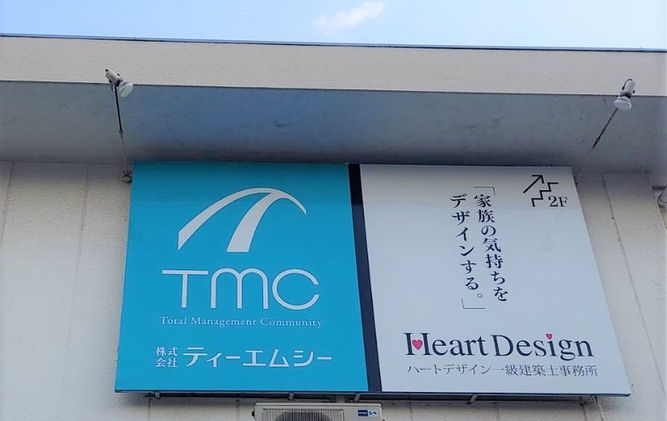 TMC
Total Management Community
株式会社 ティーエムシー
2F
「家族の気持ちを
デザインする。」
Heart Design
ハートデザイン一級建築士事務所